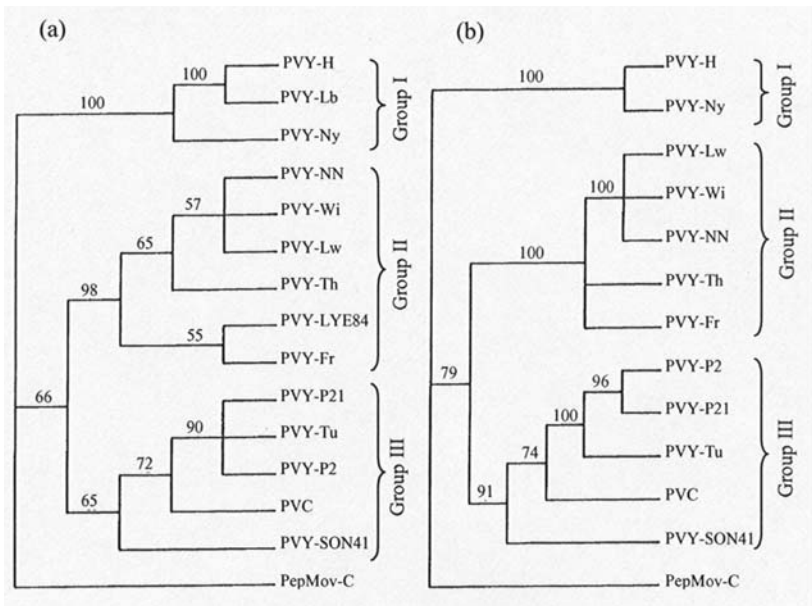 (a)
100
100
PVY-H
PVY-Lb
PVY-Ny
Group I
57
65
98
55
PVY-NN
PVY-Wi
PVY-Lw
PVY-Th
PVY-LYE84
PVY-Fr
Group II
66
90
72
65
PVY-P21
PVY-Tu
PVY-P2
PVC
PVY-SON41
Group III
PepMov-C
(b)
100
PVY-H
PVY-Ny
Group I
100
100
PVY-Lw
PVY-Wi
PVY-NN
PVY-Th
PVY-Fr
Group II
79
96
100
74
91
PVY-P2
PVY-P21
PVY-Tu
PVC
PVY-SON41
Group III
PepMov-C